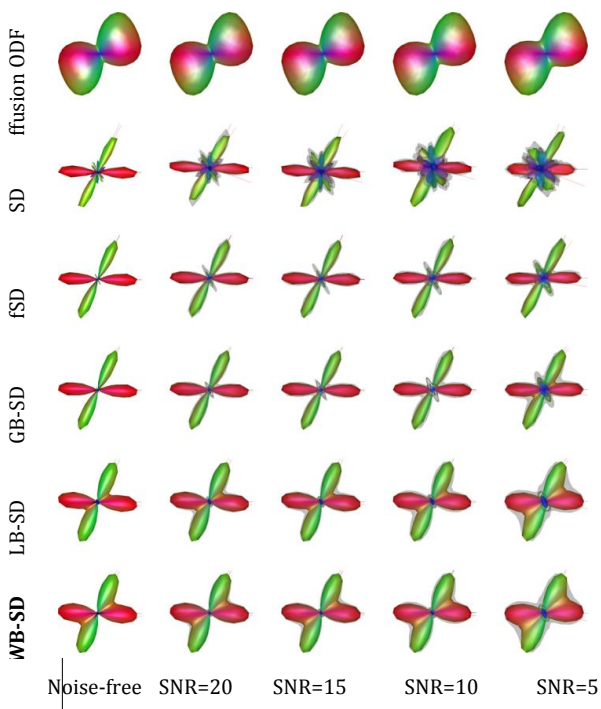 ffusion ODF
SD
fSD
GB-SD
LB-SD
WB-SD
Noise-free SNR=20 SNR=15 SNR=10 SNR=5